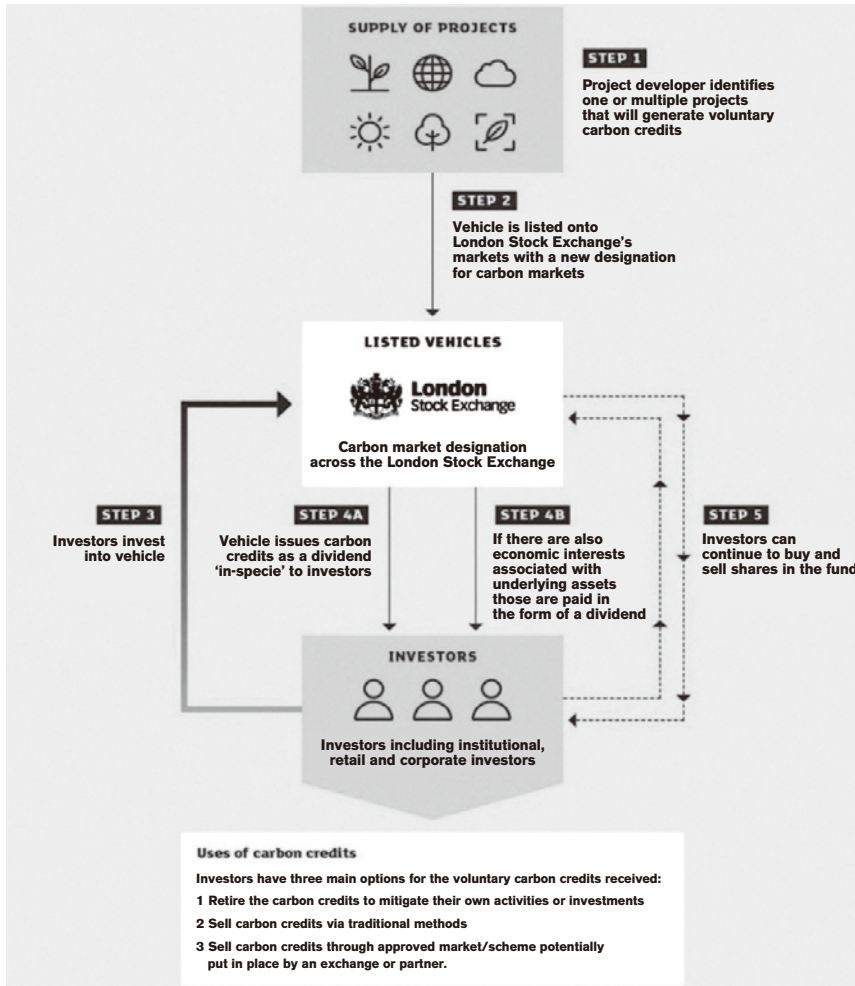 SUPPLY OF PROJECTS
STEP 1
Project developer identifies
one or multiple projects
that will generate voluntary
carbon credits
STEP 2
Vehicle is listed onto
London Stock Exchange's
markets with a new designation
for carbon markets
LISTED VEHICLES
London
Stock Exchange
Carbon market designation
across the London Stock Exchange
STEP 3
Investors invest
into vehicle
STEP 4A
Vehicle issues carbon
credits as a dividend
'in-specie' to investors
STEP 4B
If there are also
economic interests
associated with
underlying assets
those are paid in
the form of a dividend
STEP 5
Investors can
continue to buy and
sell shares in the fund
INVESTORS
Investors including institutional,
retail and corporate investors
Uses of carbon credits
Investors have three main options for the voluntary carbon credits received:
1 Retire the carbon credits to mitigate their own activities or investments
2 Sell carbon credits via traditional methods
3 Sell carbon credits through approved market/scheme potentially
put in place by an exchange or partner.